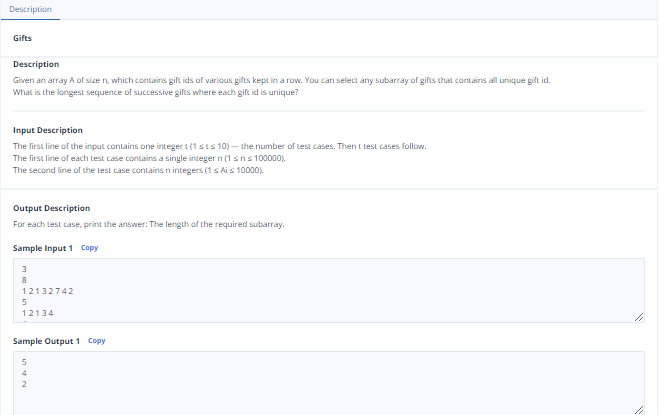 Description
Gifts
Description
Given an array A of size n, which contains gift ids of various gifts kept in a row. You can select any subarray of gifts that contains all unique gift id.
What is the longest sequence of successive gifts where each gift id is unique?
Input Description
The first line of the input contains one integer t (1 ≤ t ≤ 10) — the number of test cases. Then t test cases follow.
The first line of each test case contains a single integer n (1 ≤ n ≤ 100000).
The second line of the test case contains n integers (1 ≤ Ai ≤ 10000).
Output Description
For each test case, print the answer: The length of the required subarray.
Sample Input 1 Copy
3
8
1 2 1 3 2 7 4 2
5
1 2 1 3 4
Sample Output 1 Copy
5
4
2